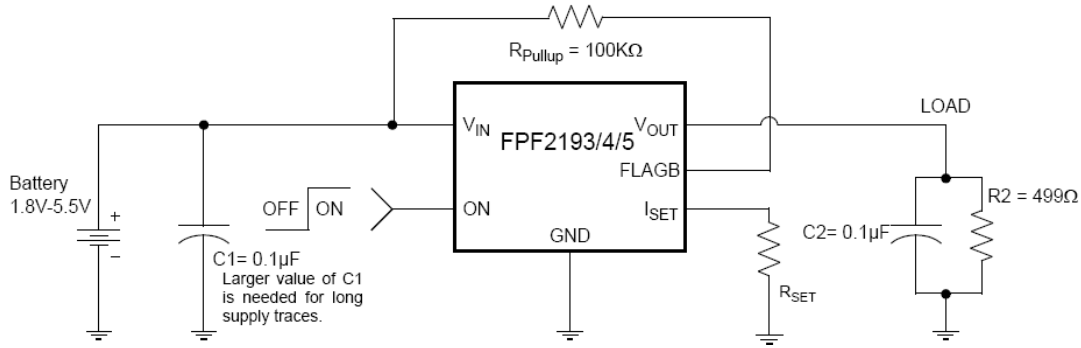 RPullup = 100KΩ
LOAD
VIN
VOUT
FPF2193/4/5
FLAGB
Battery
1.8V-5.5V
+
−
OFF
ON
ON
ISET
GND
R2 = 499Ω
C2= 0.1µF
C1= 0.1µF
Larger value of C1
is needed for long
supply traces.
RSET